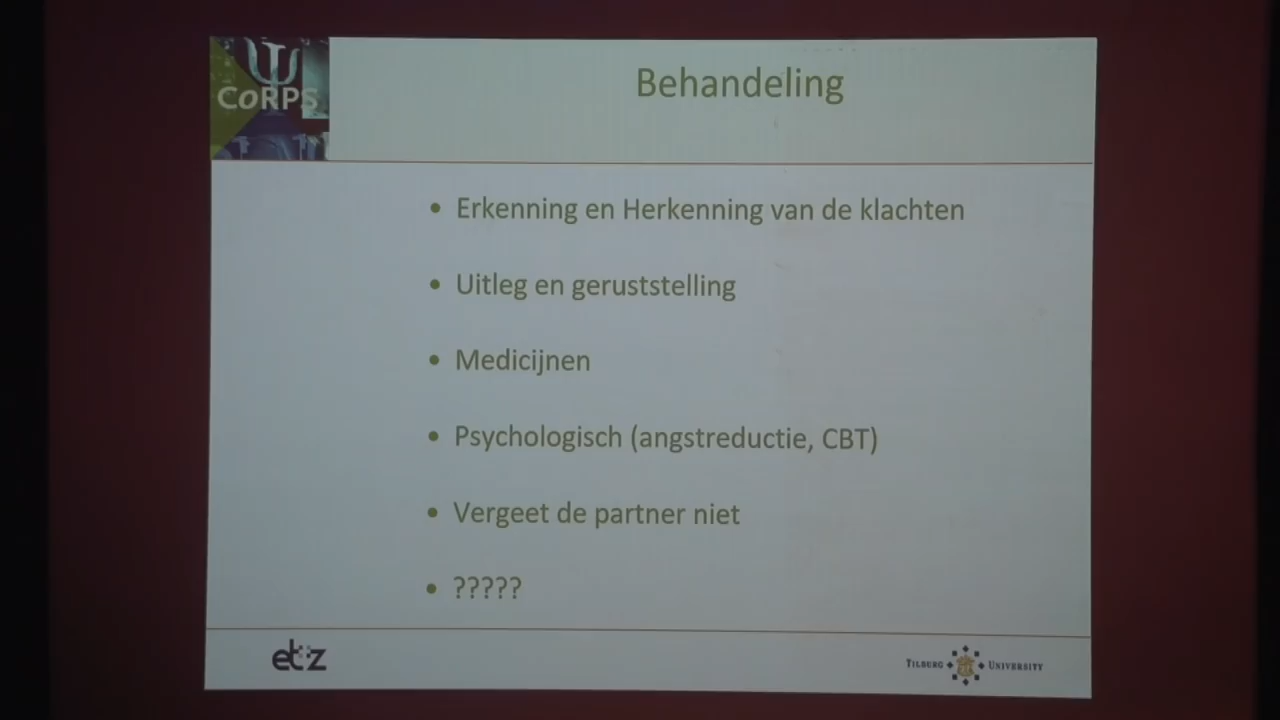 CoRPS
Behandeling
• Erkenning en Herkenning van de klachten
• Uitleg en geruststelling
• Medicijnen
• Psychologisch (angstreductie, CBT)
• Vergeet de partner niet
• ?????
etz
TILBURG UNIVERSITY